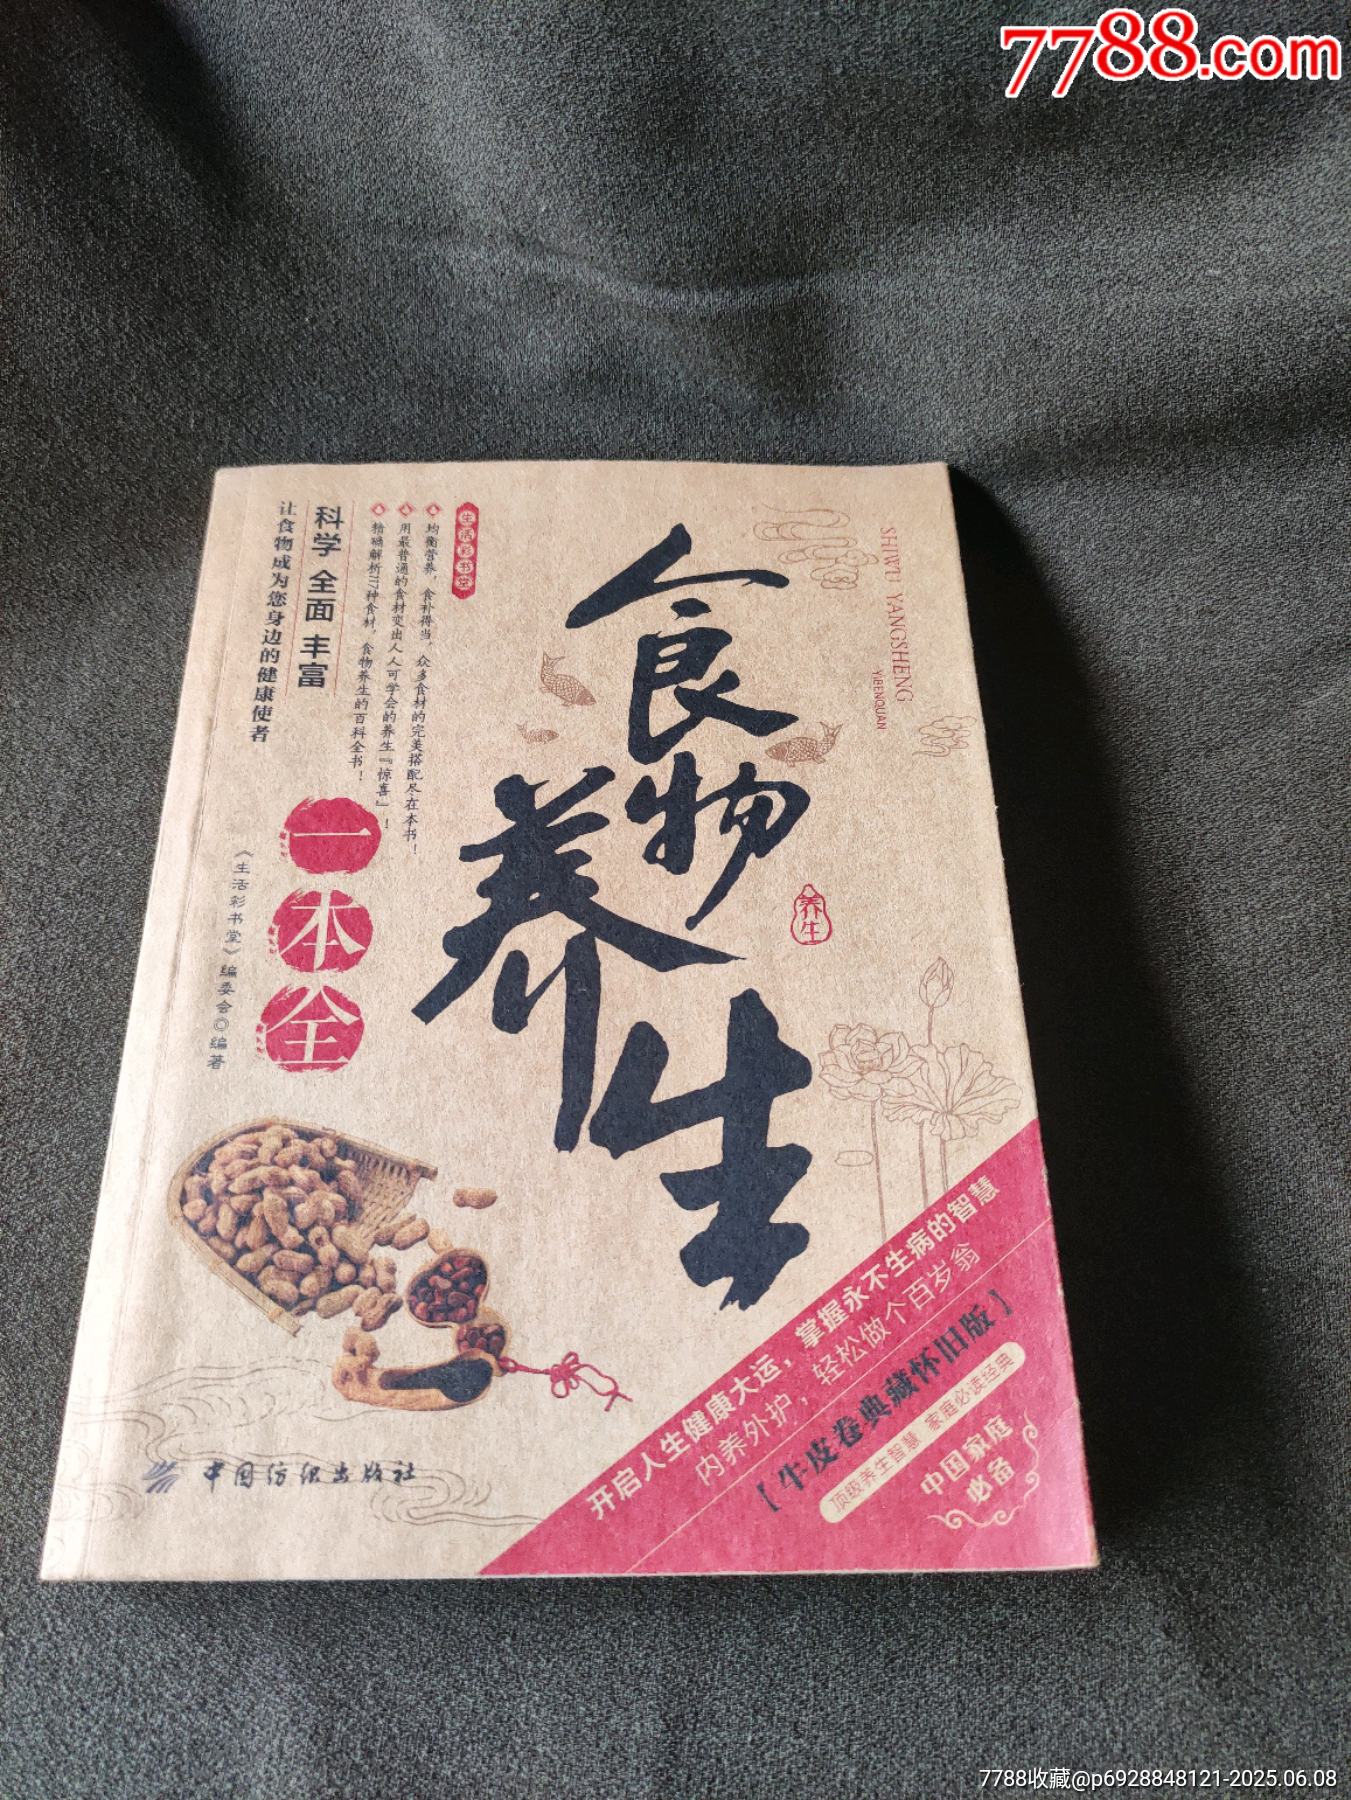 7788.com
SHIWU YANGSHENG
YIBENQUAN
食物
养生
养生
生活彩书堂
均衡营养，食补得当，众多食材的完美搭配尽在本书！
用最普通的食材变出人人可学会的养生『惊喜』！
精确解析117种食材，食物养生的百科全书！
科学 全面 丰富
让食物成为您身边的健康使者
一本全
《生活彩书堂》编委会◎编著
开启人生健康大运，掌握永不生病的智慧
内养外护，轻松做个百岁翁
【牛皮卷典藏怀旧版】
顶级养生智慧 家庭必读经典
中国家庭
必备
中国纺织出版社
7788收藏@p6928848121-2025.06.08